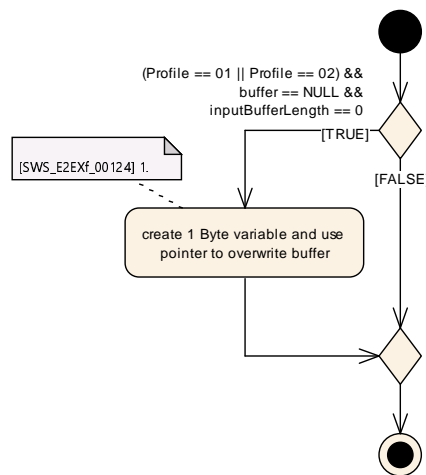 (Profile == 01 || Profile == 02) &&
buffer == NULL &&
inputBufferLength == 0
[TRUE]
[SWS_E2EXf_00124] 1.
[FALSE
create 1 Byte variable and use
pointer to overwrite buffer